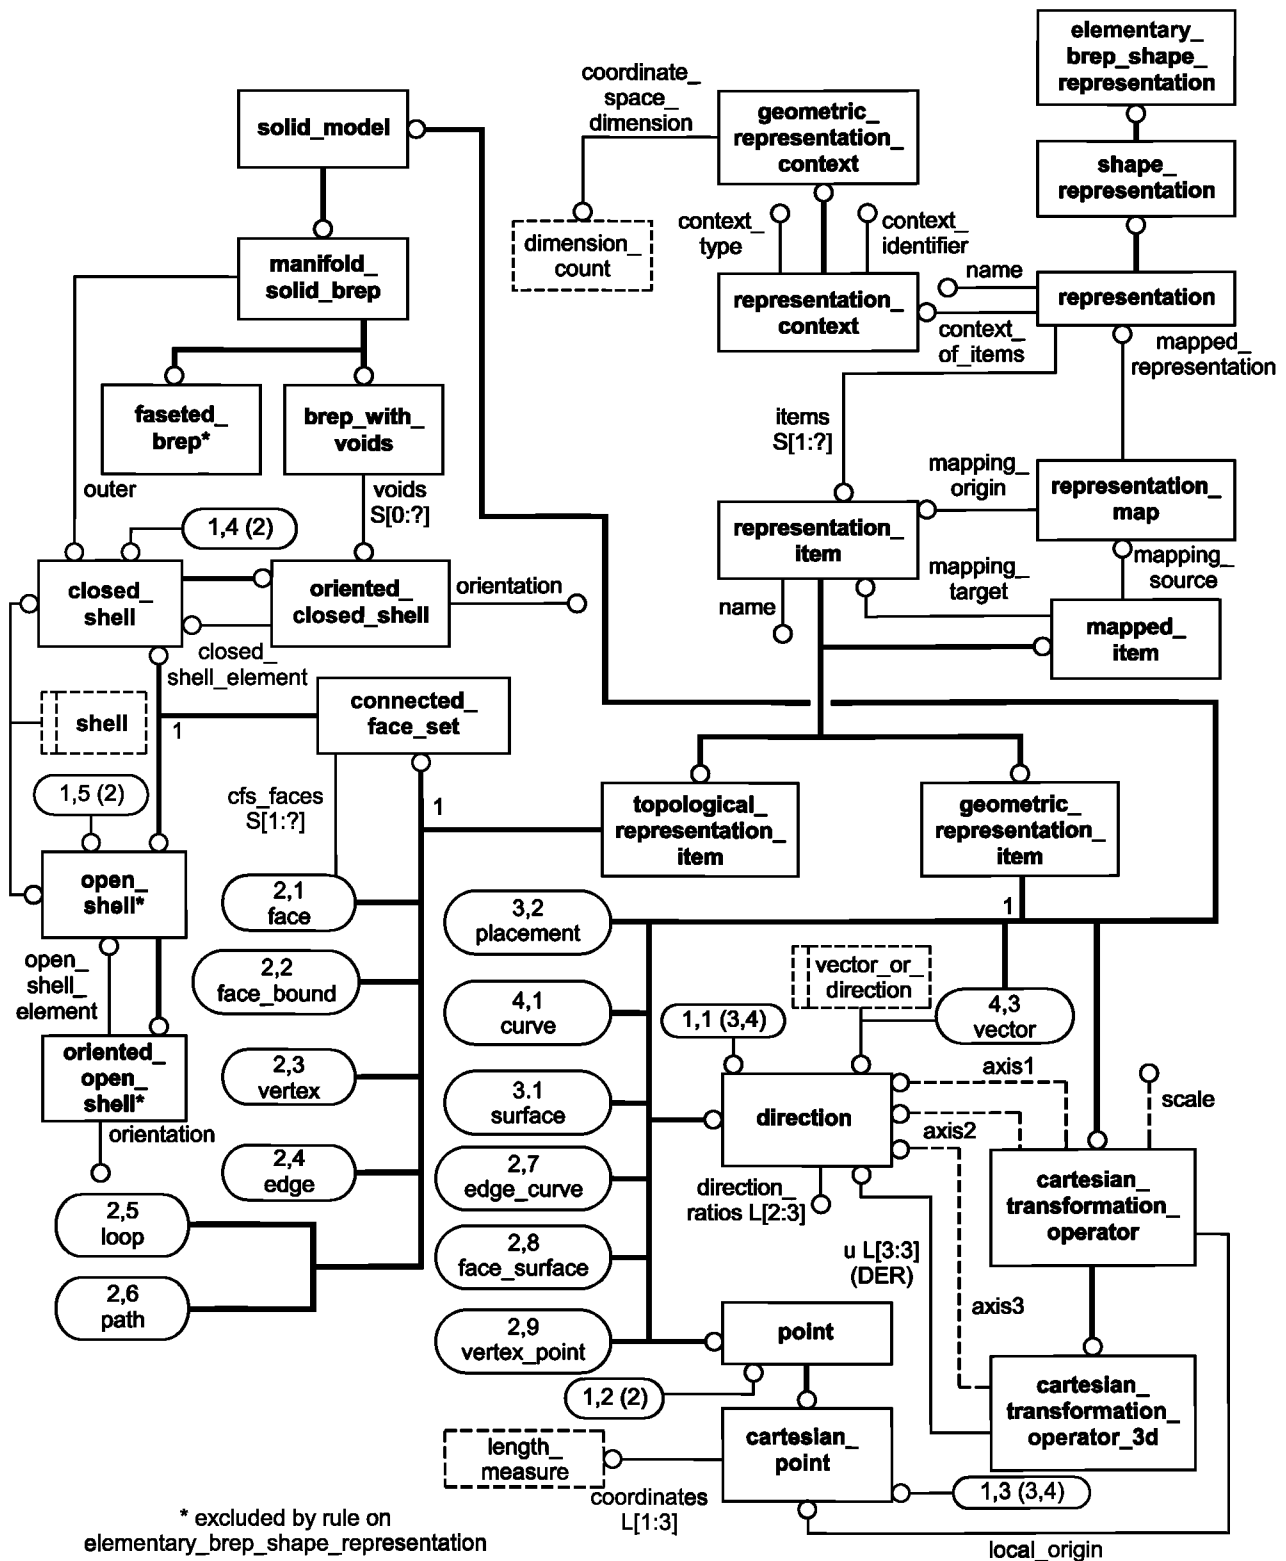 elementary_
brep_shape_
representation
coordinate_
space_
dimension
geometric_
representation_
context
solid_model
shape_
representation
context_
type
context_
identifier
dimension_
count
manifold_
solid_brep
name
representation_
context
representation
context_
of_items
mapped_
representation
faseted_
brep*
brep_with_
voids
items
S[1:?]
outer
voids
S[0:?]
mapping_
origin
representation_
map
1,4 (2)
representation_
item
mapping_
source
mapping_
target
closed_
shell
oriented_
closed_shell
orientation
name
mapped_
item
closed_
shell_element
shell
1
connected_
face_set
1,5 (2)
cfs_faces
S[1:?]
1
topological_
representation_
item
geometric_
representation_
item
open_
shell*
2,1
face
3,2
placement
1
open_
shell_
element
2,2
face_bound
vector_or_
direction
4,1
curve
1,1 (3,4)
4,3
vector
oriented_
open_
shell*
2,3
vertex
axis1
3.1
surface
direction
scale
axis2
orientation
2,4
edge
2,7
edge_curve
direction_
ratios L[2:3]
cartesian_
transformation_
operator
2,5
loop
2,8
face_surface
u L[3:3]
(DER)
2,6
path
axis3
2,9
vertex_point
point
1,2 (2)
cartesian_
transformation_
operator_3d
length_
measure
cartesian_
point
coordinates
L[1:3]
1,3 (3,4)
* excluded by rule on
elementary_brep_shape_representation
local_origin